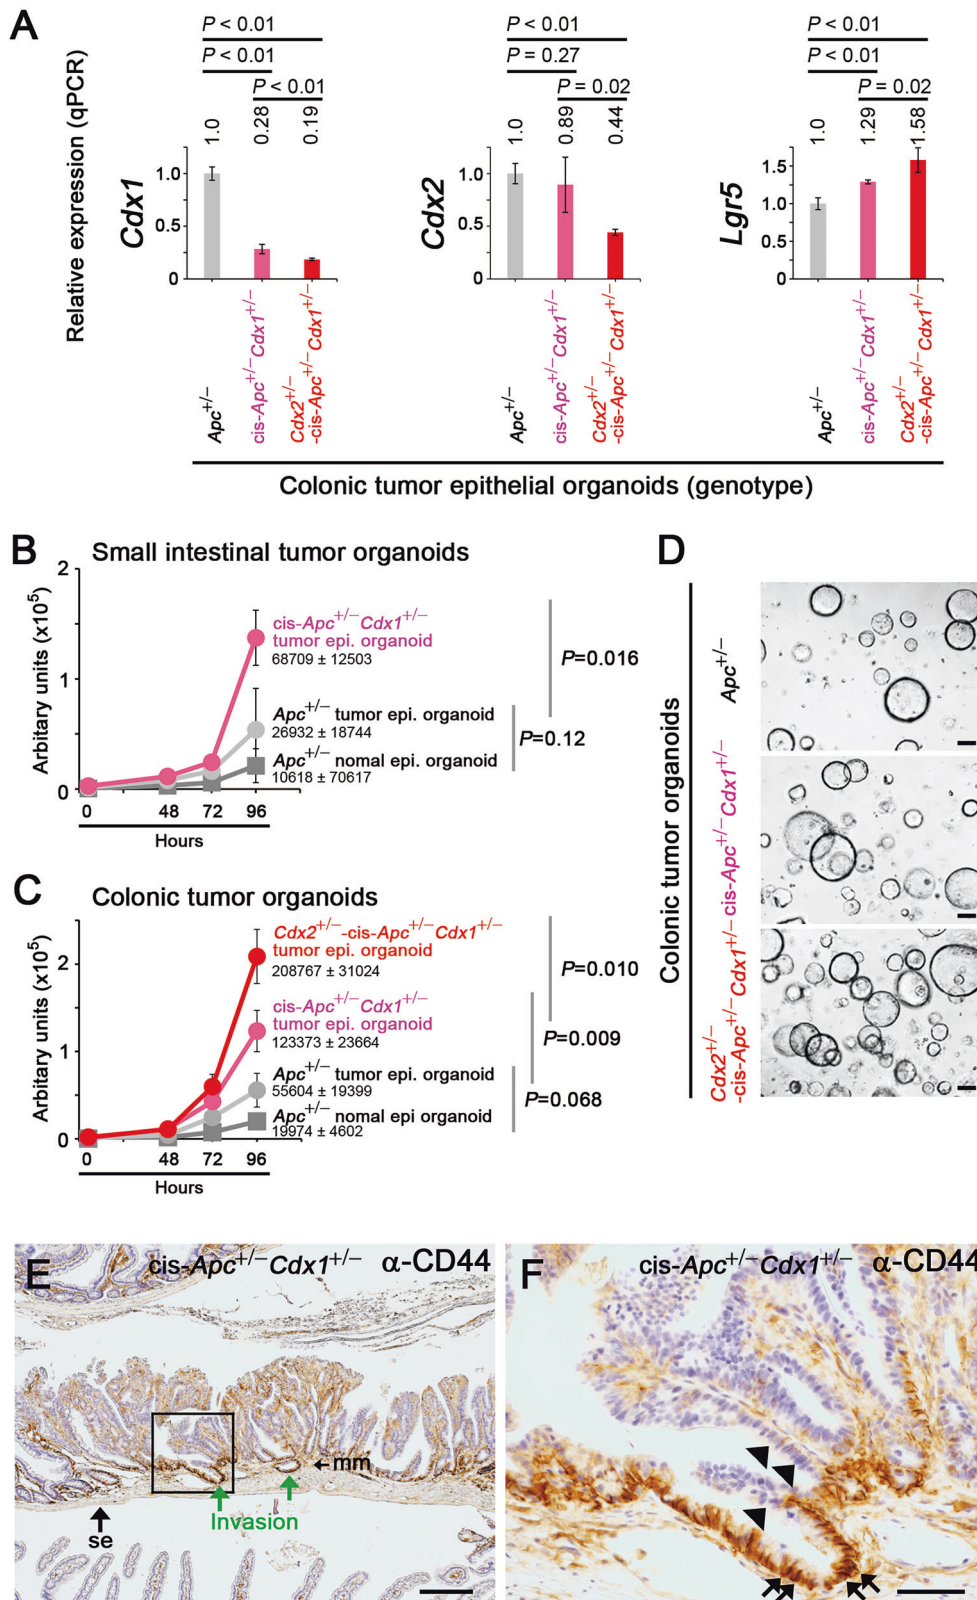 A
Relative expression (qPCR)
P < 0.01
P < 0.01
P < 0.01
1.0
0.28
0.19
Cdx1
1.0
0.5
0
Apc+/–
cis-Apc+/–Cdx1+/–
Cdx2+/–
-cis-Apc+/–Cdx1+/–
P < 0.01
P = 0.27
P = 0.02
1.0
0.89
0.44
Cdx2
1.0
0.5
0
Apc+/–
cis-Apc+/–Cdx1+/–
Cdx2+/–
-cis-Apc+/–Cdx1+/–
P < 0.01
P < 0.01
P = 0.02
1.0
1.29
1.58
Lgr5
1.5
1.0
0.5
0
Apc+/–
cis-Apc+/–Cdx1+/–
Cdx2+/–
-cis-Apc+/–Cdx1+/–
Colonic tumor epithelial organoids (genotype)
B
Small intestinal tumor organoids
Arbitary units (x10⁵)
2
1
0
cis-Apc+/–Cdx1+/–
tumor epi. organoid
68709 ± 12503
Apc+/– tumor epi. organoid
26932 ± 18744
Apc+/– nomal epi. organoid
10618 ± 70617
P=0.016
P=0.12
0 48 72 96
Hours
C
Colonic tumor organoids
Arbitary units (x10⁵)
2
1
0
Cdx2+/–-cis-Apc+/–Cdx1+/–
tumor epi. organoid
208767 ± 31024
cis-Apc+/–Cdx1+/–
tumor epi. organoid
123373 ± 23664
Apc+/– tumor epi. organoid
55604 ± 19399
Apc+/– nomal epi organoid
19974 ± 4602
P=0.010
P=0.009
P=0.068
0 48 72 96
Hours
D
Colonic tumor organoids
Apc+/–
cis-Apc+/–Cdx1+/–
Cdx2+/–
-cis-Apc+/–Cdx1+/–
E
cis-Apc+/–Cdx1+/– α-CD44
mm
Invasion
se
F
cis-Apc+/–Cdx1+/– α-CD44